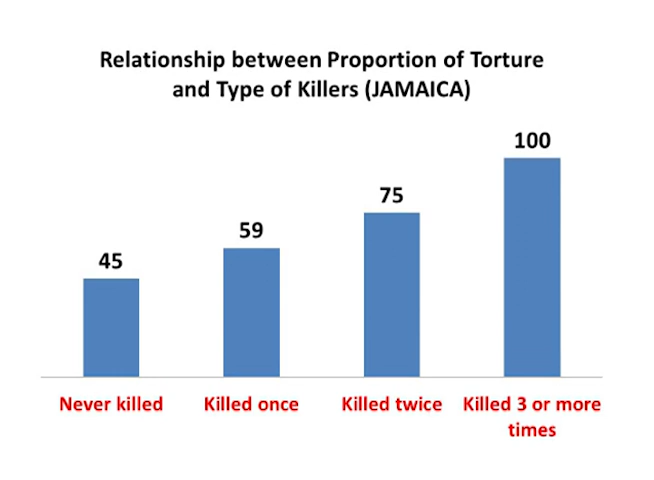 Relationship between Proportion of Torture
and Type of Killers (JAMAICA)
100
75
59
45
Never killed
Killed once
Killed twice
Killed 3 or more
times